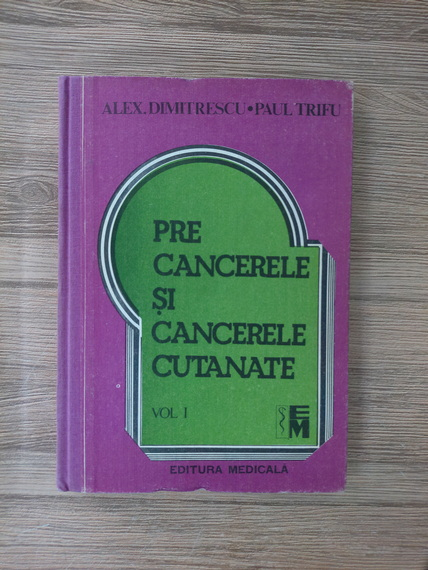 ALEX. DIMITRESCU • PAUL TRIFU
PRE
CANCERELE
ȘI
CANCERELE
CUTANATE
VOL I
EM
EDITURA MEDICALĂ